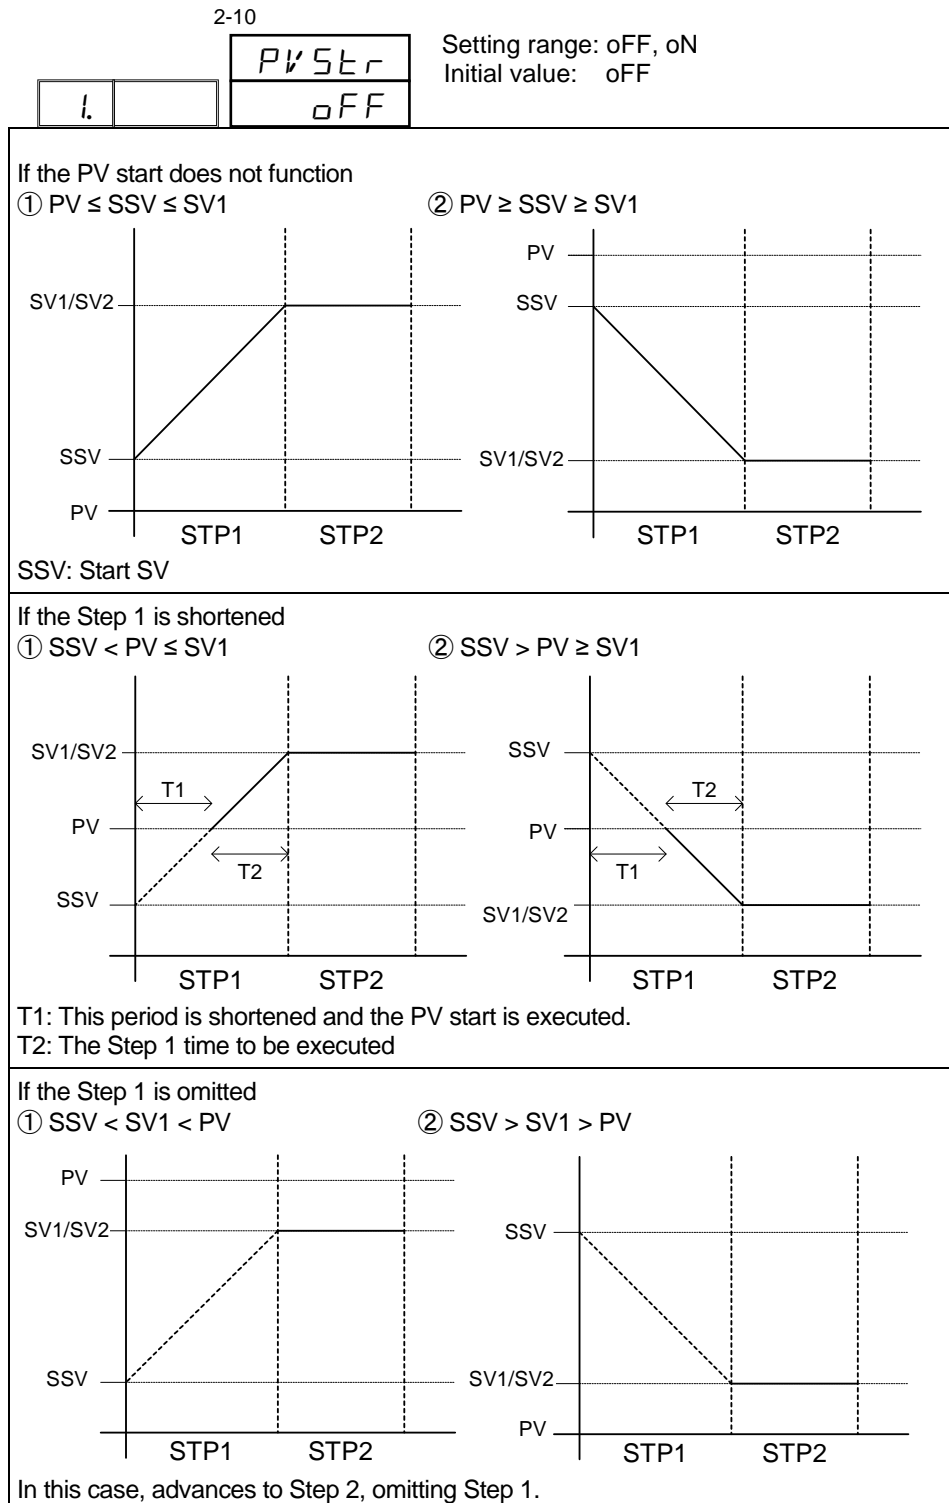 2-10
PVStr
Setting range: oFF, oN
Initial value: oFF
1.
oFF
If the PV start does not function
① PV ≤ SSV ≤ SV1
② PV ≥ SSV ≥ SV1
SV1/SV2
SSV
PV
STP1
STP2
PV
SSV
SV1/SV2
STP1
STP2
SSV: Start SV
If the Step 1 is shortened
① SSV < PV ≤ SV1
② SSV > PV ≥ SV1
SV1/SV2
T1
PV
T2
SSV
STP1
STP2
SSV
T2
PV
T1
SV1/SV2
STP1
STP2
T1: This period is shortened and the PV start is executed.
T2: The Step 1 time to be executed
If the Step 1 is omitted
① SSV < SV1 < PV
② SSV > SV1 > PV
PV
SV1/SV2
SSV
STP1
STP2
SSV
SV1/SV2
PV
STP1
STP2
In this case, advances to Step 2, omitting Step 1.